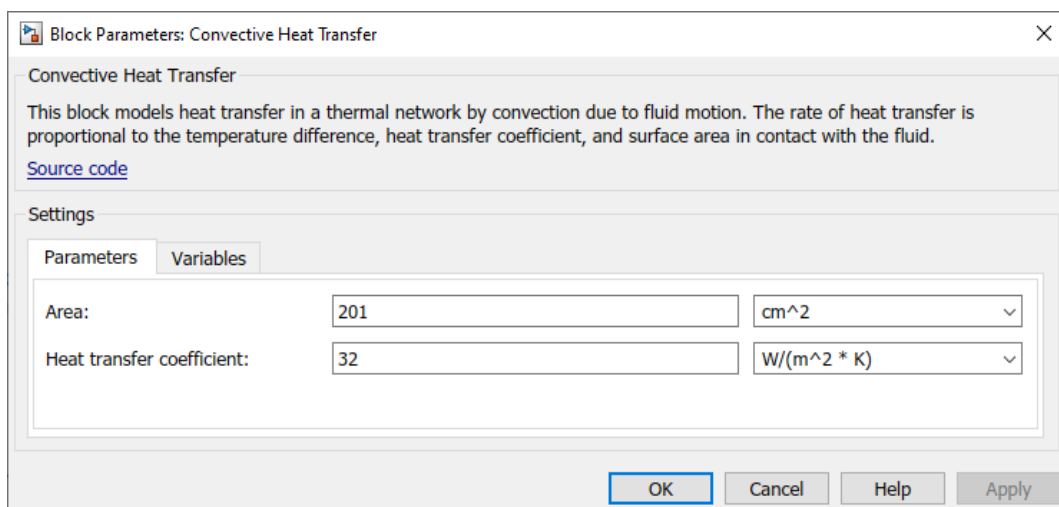 Block Parameters: Convective Heat Transfer
Convective Heat Transfer
This block models heat transfer in a thermal network by convection due to fluid motion. The rate of heat transfer is
proportional to the temperature difference, heat transfer coefficient, and surface area in contact with the fluid.
Source code
Settings
Parameters Variables
Area: 201 cm^2
Heat transfer coefficient: 32 W/(m^2 * K)
OK Cancel Help Apply